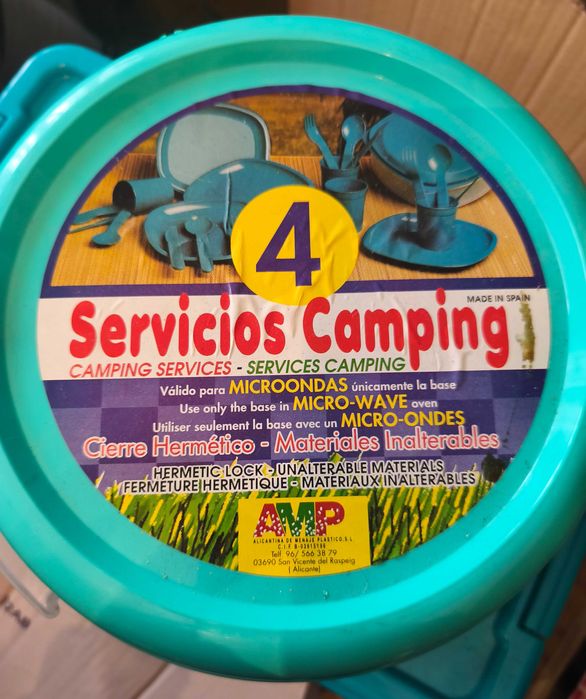 4
MADE IN SPAIN
Servicios Camping
CAMPING SERVICES - SERVICES CAMPING
Válido para MICROONDAS únicamente la base
Use only the base in MICRO-WAVE oven
Utiliser seulement la base avec un MICRO-ONDES
Cierre Hermético - Materiales Inalterables
HERMETIC LOCK - UNALTERABLE MATERIALS
FERMETURE HERMETIQUE - MATERIAUX INALTERABLES
AMP
ALICANTINA DE MENAJE PLASTICO, S.L.
C.I.F. B-03915196
Telf. 96/ 566 38 79
03690 San Vicente del Raspeig
(Alicante)